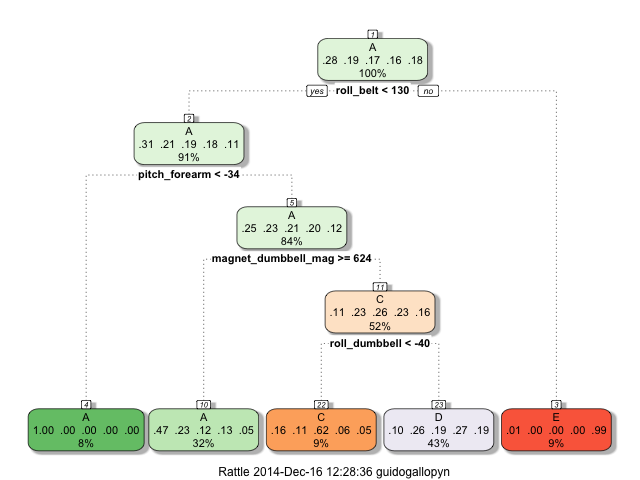 1
A
.28 .19 .17 .16 .18
100%
yes roll_belt < 130 no
2
A
.31 .21 .19 .18 .11
91%
pitch_forearm < -34
5
A
.25 .23 .21 .20 .12
84%
magnet_dumbbell_mag >= 624
11
C
.11 .23 .26 .23 .16
52%
roll_dumbbell < -40
4
A
1.00 .00 .00 .00 .00
8%
10
A
.47 .23 .12 .13 .05
32%
22
C
.16 .11 .62 .06 .05
9%
23
D
.10 .26 .19 .27 .19
43%
3
E
.01 .00 .00 .00 .99
9%
Rattle 2014-Dec-16 12:28:36 guidogallopyn